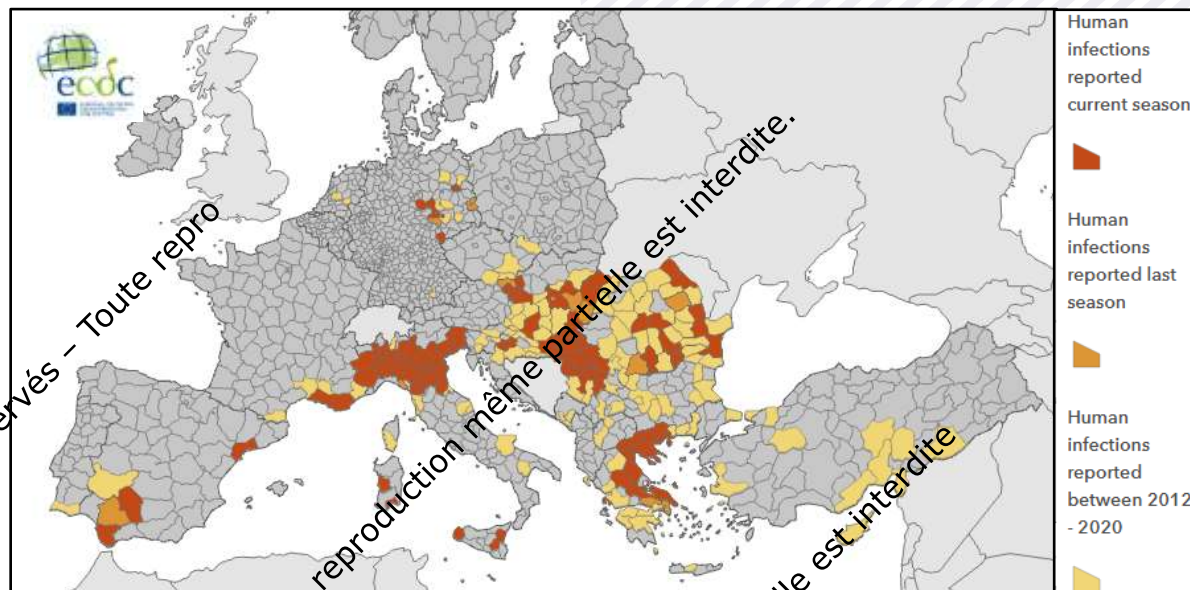 ecdc
Human
infections
reported
current season
Human
infections
reported last
season
Human
infections
reported
between 2012
- 2020
ervés – Toute repro
reproduction même partielle est interdite.
lle est interdite